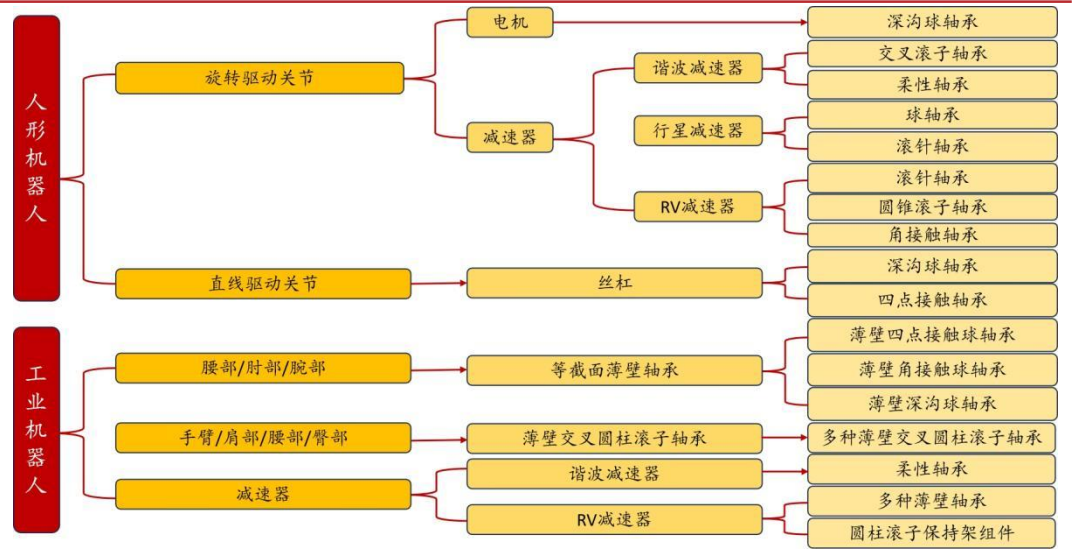 人形机器人
旋转驱动关节
电机
深沟球轴承
减速器
谐波减速器
交叉滚子轴承
柔性轴承
行星减速器
球轴承
滚针轴承
RV减速器
滚针轴承
圆锥滚子轴承
角接触轴承
直线驱动关节
丝杠
深沟球轴承
四点接触轴承
工业机器人
腰部/肘部/腕部
等截面薄壁轴承
薄壁四点接触球轴承
薄壁角接触球轴承
薄壁深沟球轴承
手臂/肩部/腰部/臀部
薄壁交叉圆柱滚子轴承
多种薄壁交叉圆柱滚子轴承
减速器
谐波减速器
柔性轴承
RV减速器
多种薄壁轴承
圆柱滚子保持架组件